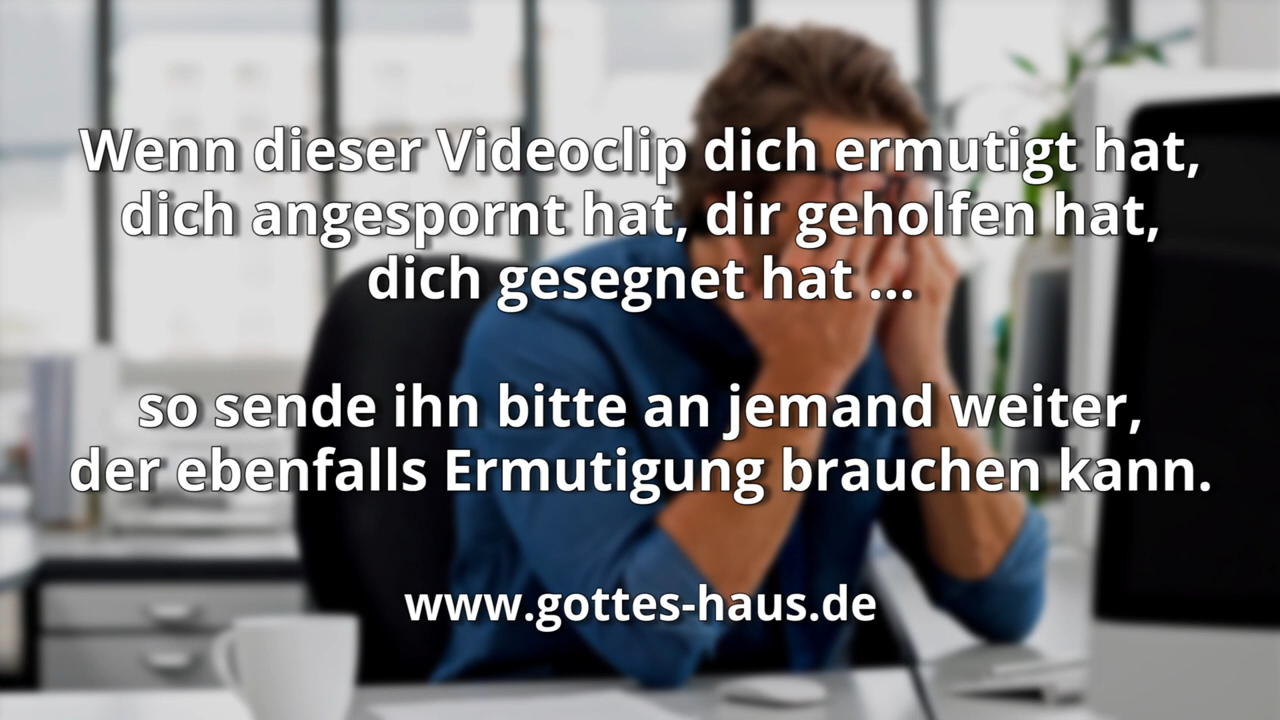 Wenn dieser Videoclip dich ermutigt hat,
dich angespornt hat, dir geholfen hat,
dich gesegnet hat ...
so sende ihn bitte an jemand weiter,
der ebenfalls Ermutigung brauchen kann.
www.gottes-haus.de